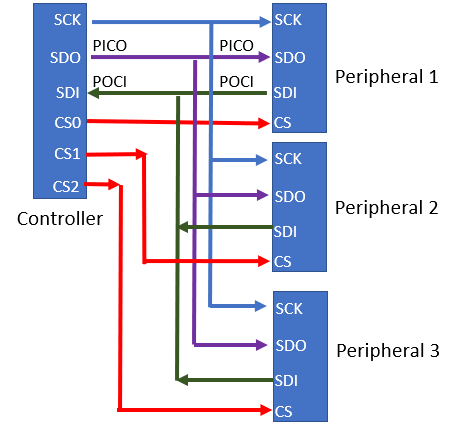 SCK
SDO
SDI
CS0
CS1
CS2
Controller
PICO
POCI
PICO
POCI
SCK
SDO
SDI
CS
Peripheral 1
SCK
SDO
SDI
CS
Peripheral 2
SCK
SDO
SDI
CS
Peripheral 3